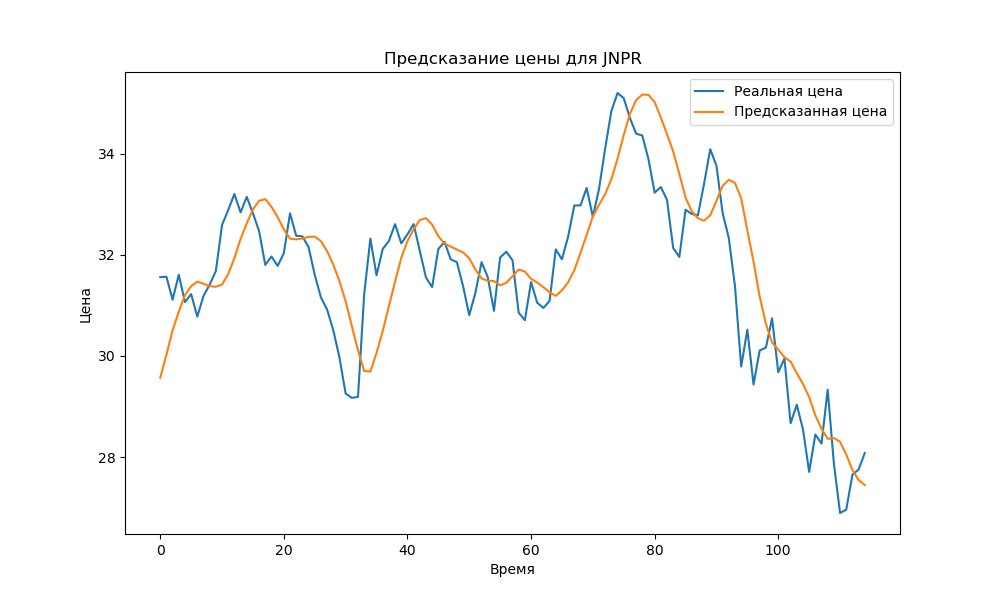 Предсказание цены для JNPR
Реальная цена
Предсказанная цена
Цена
34
32
30
28
0 20 40 60 80 100
Время